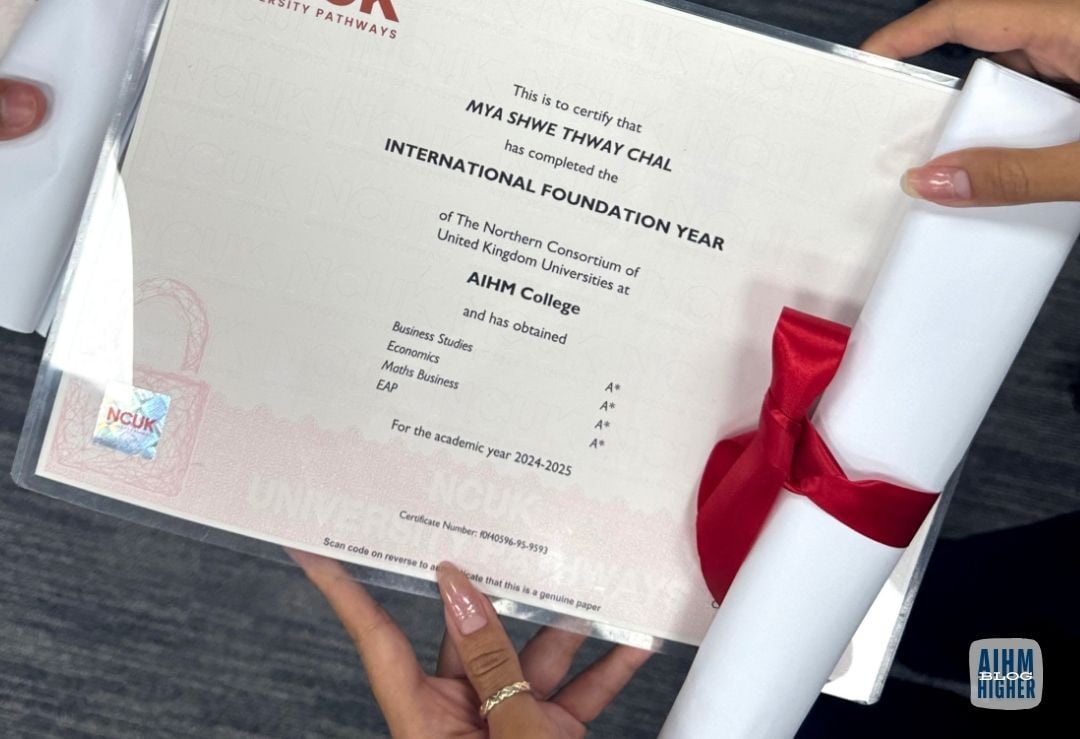 UNIVERSITY PATHWAYS
This is to certify that
MYA SHWE THWAY CHAL
has completed the
INTERNATIONAL FOUNDATION YEAR
of The Northern Consortium of
United Kingdom Universities at
AIHM College
and has obtained
Business Studies A*
Economics A*
Maths Business A*
EAP A*
For the academic year 2024-2025
NCUK
NCUK
UNIVERSITY PATHWAYS
Certificate Number: f0f40596-95-9593
Scan code on reverse to that this is a genuine paper
AIHM
BLOG
HIGHER